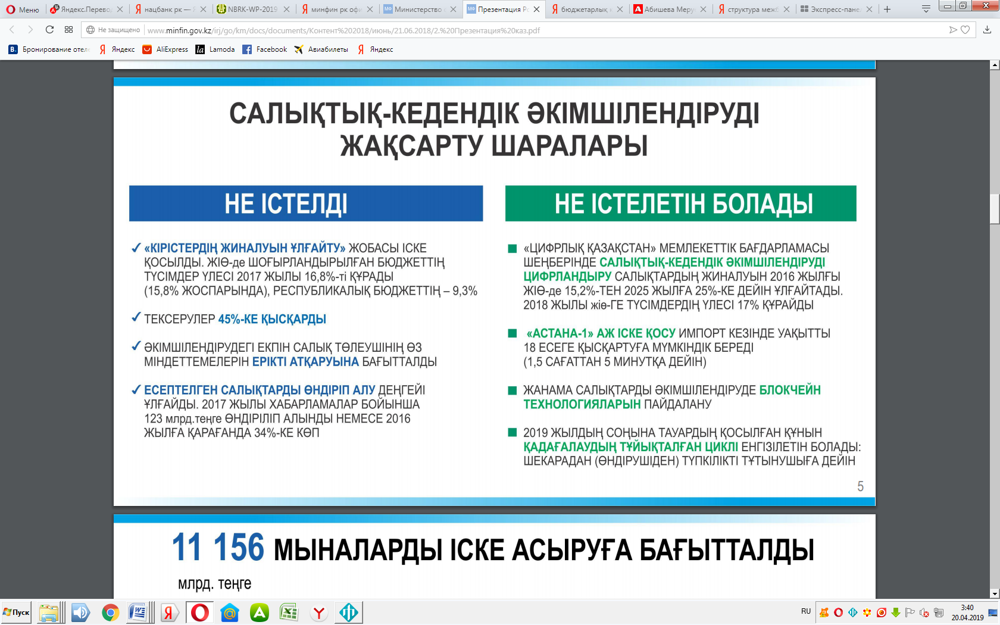 Меню
Яндекс.Перево
нацбанк рк —
NBRK-WP-2019
минфин рк офи
Министерство
Презентация Р
бюджетарлық
Абишева Меру
структура межб
Экспресс-пане
Не защищено
www.minfin.gov.kz/irj/go/km/docs/documents/Контент%202018/июнь/21.06.2018/2.%20Презентация%20каз.pdf
Бронирование отеле
Яндекс
AliExpress
Lamoda
Facebook
Авиабилеты
Яндекс
САЛЫҚТЫҚ-КЕДЕНДІК ӘКІМШІЛЕНДІРУДІ
ЖАҚСАРТУ ШАРАЛАРЫ
НЕ ІСТЕЛДІ
«КІРІСТЕРДІҢ ЖИНАЛУЫН ҰЛҒАЙТУ» ЖОБАСЫ ІСКЕ
ҚОСЫЛДЫ. ЖІӨ-де ШОҒЫРЛАНДЫРЫЛҒАН БЮДЖЕТТІҢ
ТҮСІМДЕР ҮЛЕСІ 2017 ЖЫЛЫ 16,8%-ті ҚҰРАДЫ
(15,8% ЖОСПАРЫНДА), РЕСПУБЛИКАЛЫҚ БЮДЖЕТТІҢ – 9,3%
ТЕКСЕРУЛЕР 45%-КЕ ҚЫСҚАРДЫ
ӘКІМШІЛЕНДІРУДЕГІ ЕКПІН САЛЫҚ ТӨЛЕУШІНІҢ ӨЗ
МІНДЕТТЕМЕЛЕРІН ЕРІКТІ АТҚАРУЫНА БАҒЫТТАЛДЫ
ЕСЕПТЕЛГЕН САЛЫҚТАРДЫ ӨНДІРІП АЛУ ДЕҢГЕЙІ
ҰЛҒАЙДЫ. 2017 ЖЫЛЫ ХАБАРЛАМАЛАР БОЙЫНША
123 млрд.теңге ӨНДІРІЛІП АЛЫНДЫ НЕМЕСЕ 2016
ЖЫЛҒА ҚАРАҒАНДА 34%-КЕ КӨП
НЕ ІСТЕЛЕТІН БОЛАДЫ
«ЦИФРЛЫҚ ҚАЗАҚСТАН» МЕМЛЕКЕТТІК БАҒДАРЛАМАСЫ
ШЕҢБЕРІНДЕ САЛЫҚТЫҚ-КЕДЕНДІК ӘКІМШІЛЕНДІРУДІ
ЦИФРЛАНДЫРУ САЛЫҚТАРДЫҢ ЖИНАЛУЫН 2016 ЖЫЛҒЫ
ЖІӨ-де 15,2%-ТЕН 2025 ЖЫЛҒА 25%-КЕ ДЕЙІН ҰЛҒАЙТАДЫ.
2018 ЖЫЛЫ жіө-ГЕ ТҮСІМДЕРДІҢ ҮЛЕСІ 17% ҚҰРАЙДЫ
«АСТАНА-1» АЖ ІСКЕ ҚОСУ ИМПОРТ КЕЗІНДЕ УАҚЫТТЫ
18 ЕСЕГЕ ҚЫСҚАРТУҒА МҮМКІНДІК БЕРЕДІ
(1,5 САҒАТТАН 5 МИНУТҚА ДЕЙІН)
ЖАНАМА САЛЫҚТАРДЫ ӘКІМШІЛЕНДІРУДЕ БЛОКЧЕЙН
ТЕХНОЛОГИЯЛАРЫН ПАЙДАЛАНУ
2019 ЖЫЛДЫҢ СОҢЫНА ТАУАРДЫҢ ҚОСЫЛҒАН ҚҰНЫН
ҚАДАҒАЛАУДЫҢ ТҰЙЫҚТАЛҒАН ЦИКЛІ ЕНГІЗІЛЕТІН БОЛАДЫ:
ШЕКАРАДАН (ӨНДІРУШІДЕН) ТҮПКІЛІКТІ ТҰТЫНУШЫҒА ДЕЙІН
5
11 156 МЫНАЛАРДЫ ІСКЕ АСЫРУҒА БАҒЫТТАЛДЫ
млрд. теңге
Пуск
RU
3:40
20.04.2019